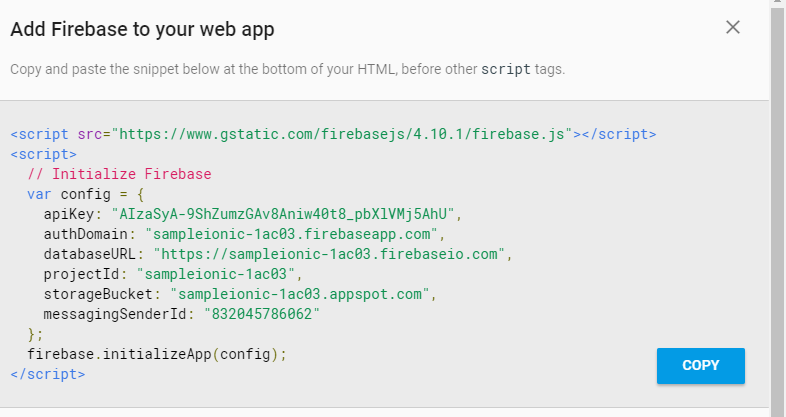 Add Firebase to your web app
Copy and paste the snippet below at the bottom of your HTML, before other script tags.
<script src="https://www.gstatic.com/firebasejs/4.10.1/firebase.js"></script>
<script>
  // Initialize Firebase
  var config = {
    apiKey: "AIzaSyA-9ShZumzGAv8Aniw40t8_pbXlVMj5AhU",
    authDomain: "sampleionic-1ac03.firebaseapp.com",
    databaseURL: "https://sampleionic-1ac03.firebaseio.com",
    projectId: "sampleionic-1ac03",
    storageBucket: "sampleionic-1ac03.appspot.com",
    messagingSenderId: "832045786062"
  };
  firebase.initializeApp(config);
</script>
COPY